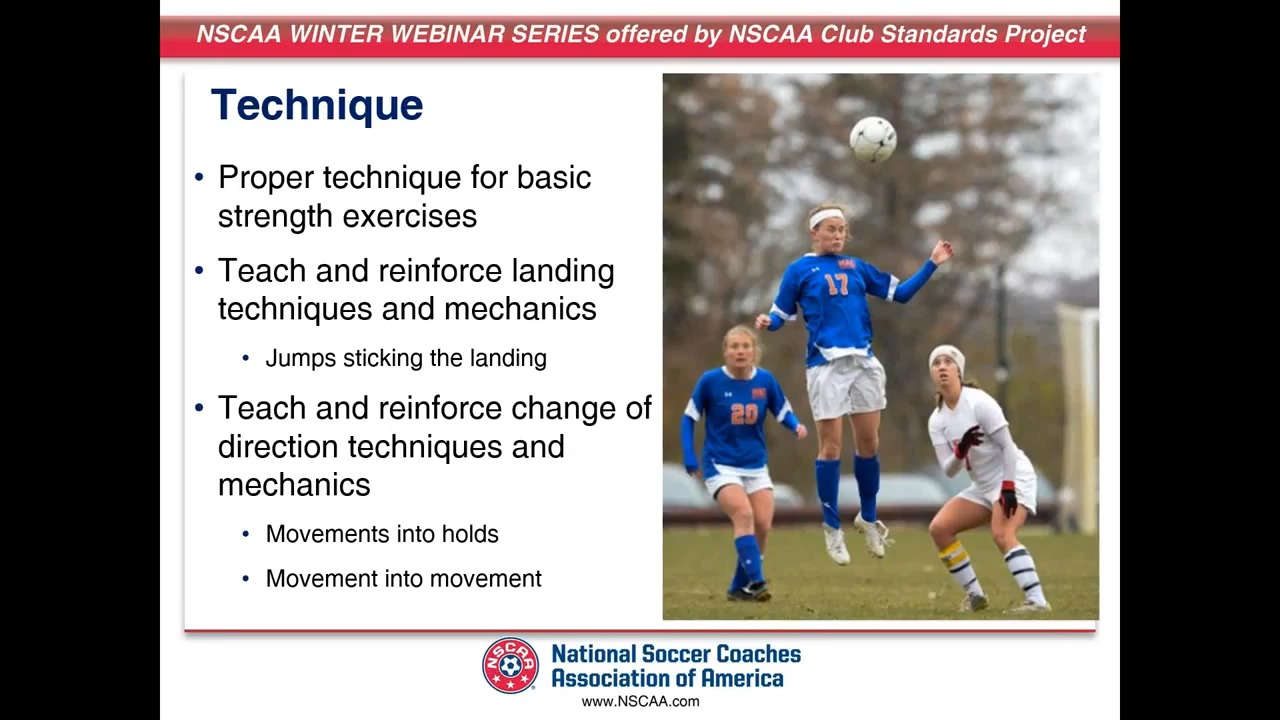 NSCAA WINTER WEBINAR SERIES offered by NSCAA Club Standards Project
Technique
• Proper technique for basic
strength exercises
• Teach and reinforce landing
techniques and mechanics
• Jumps sticking the landing
• Teach and reinforce change of
direction techniques and
mechanics
• Movements into holds
• Movement into movement
17
20
NSCAA
National Soccer Coaches
Association of America
www.NSCAA.com